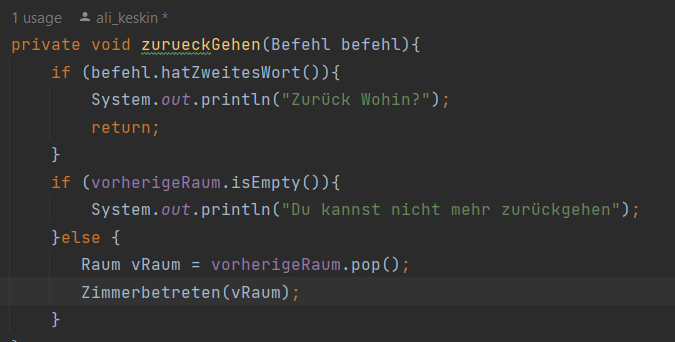 1 usage ali_keskin *
private void zurueckGehen(Befehl befehl){
if (befehl.hatZweitesWort()){
System.out.println("Zurück Wohin?");
return;
}
if (vorherigeRaum.isEmpty()){
System.out.println("Du kannst nicht mehr zurückgehen");
}else {
Raum vRaum = vorherigeRaum.pop();
Zimmerbetreten(vRaum);
}